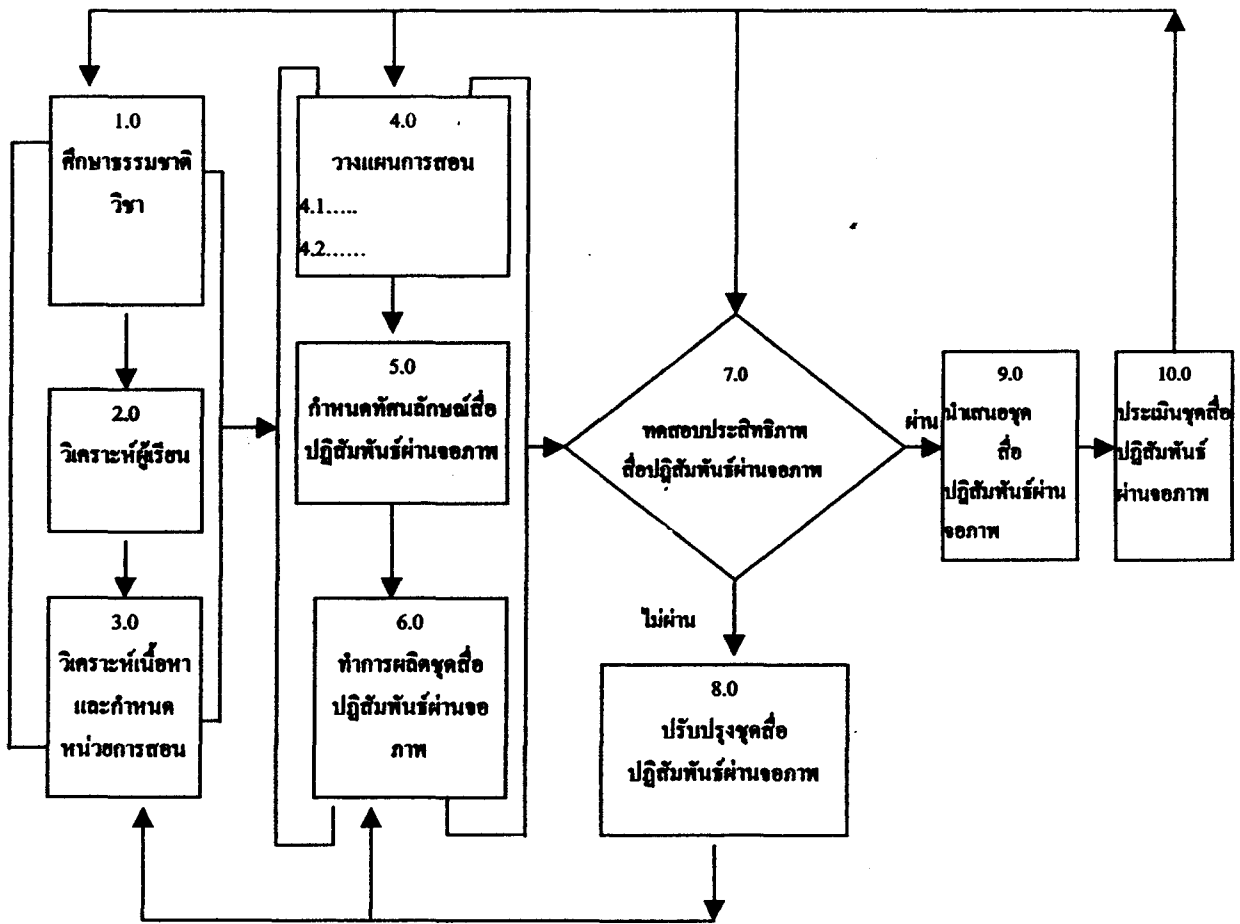 1.0
ศึกษาธรรมชาติ
วิชา
2.0
วิเคราะห์ผู้เรียน
3.0
วิเคราะห์เนื้อหา
และกำหนด
หน่วยการสอน
4.0
วางแผนการสอน
4.1.....
4.2......
5.0
กำหนดทัศนลักษณ์สื่อ
ปฏิสัมพันธ์ผ่านจอภาพ
6.0
ทำการผลิตชุดสื่อ
ปฏิสัมพันธ์ผ่านจอ
ภาพ
7.0
ทดสอบประสิทธิภาพ
สื่อปฏิสัมพันธ์ผ่านจอภาพ
ผ่าน
ไม่ผ่าน
8.0
ปรับปรุงชุดสื่อ
ปฏิสัมพันธ์ผ่านจอภาพ
9.0
นำเสนอชุด
สื่อ
ปฏิสัมพันธ์ผ่าน
จอภาพ
10.0
ประเมินชุดสื่อ
ปฏิสัมพันธ์
ผ่านจอภาพ